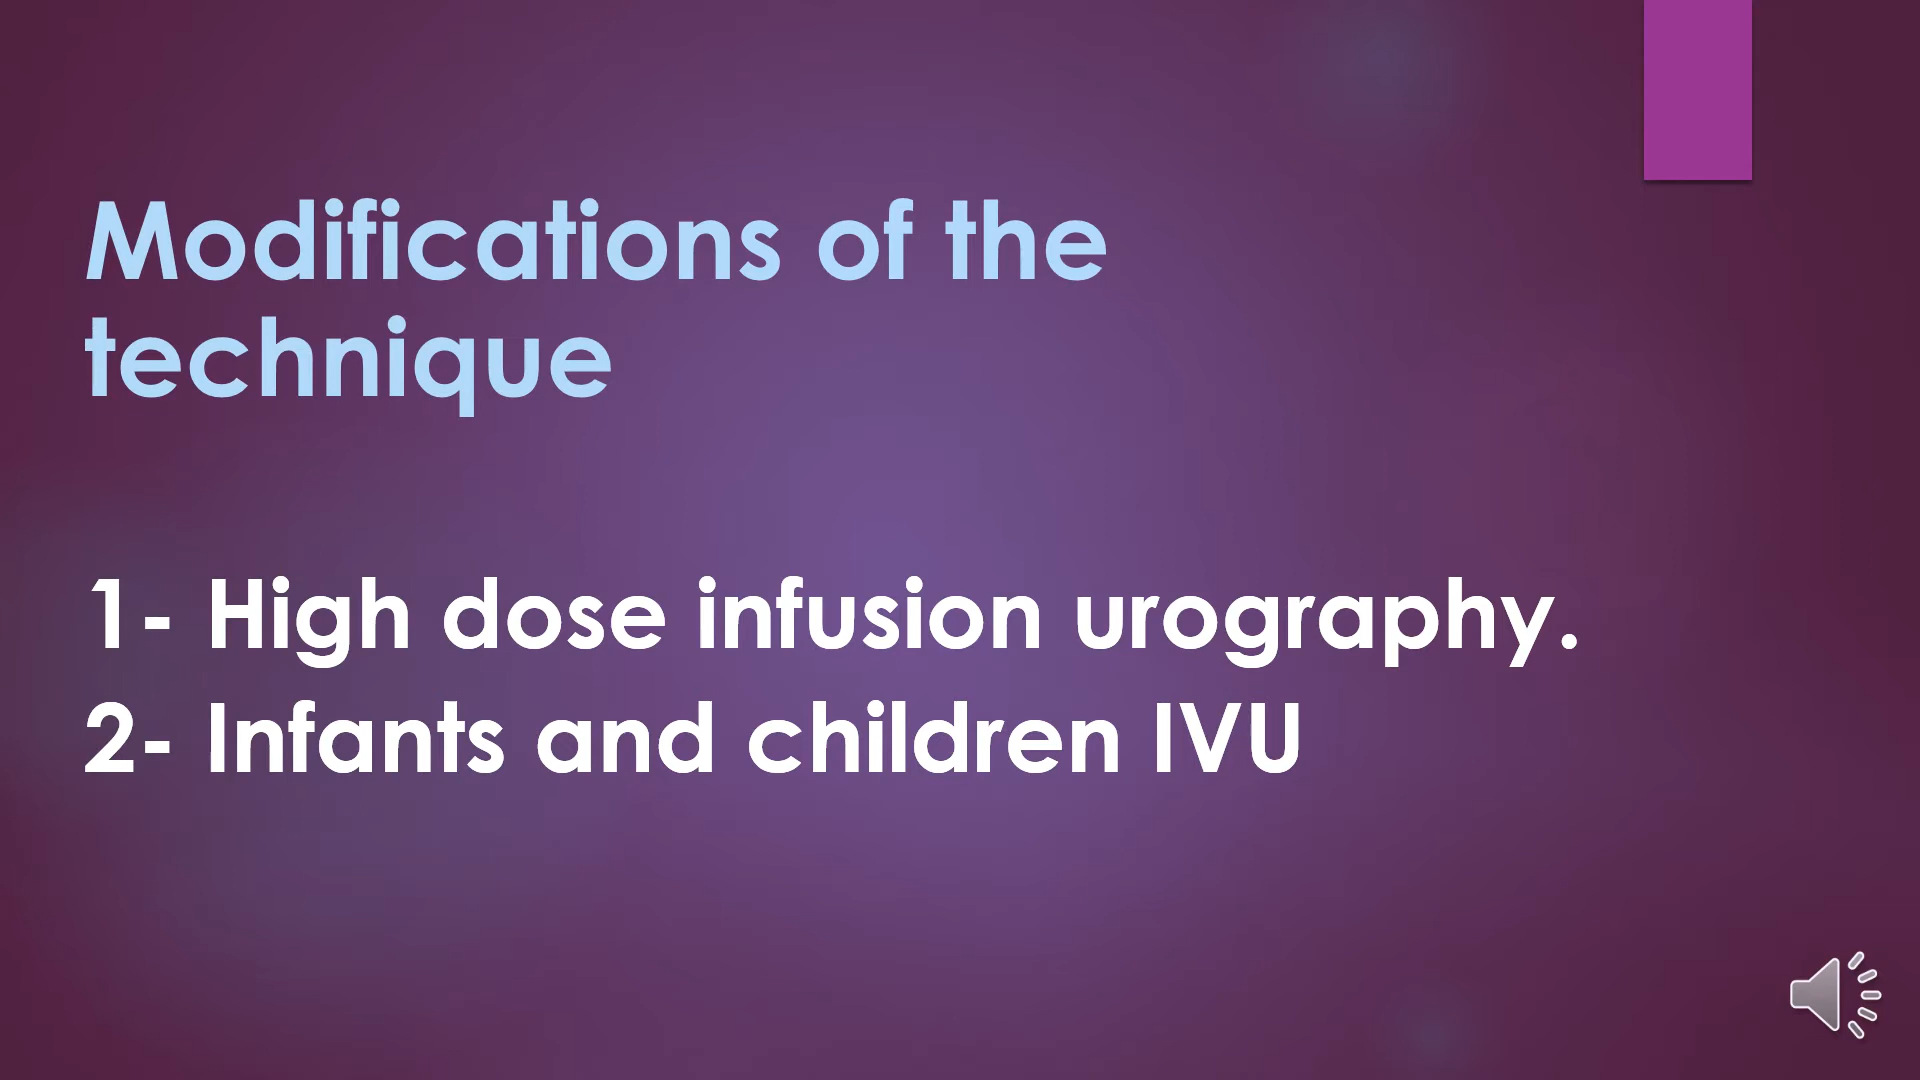 Modifications of the
technique
1- High dose infusion urography.
2- Infants and children IVU